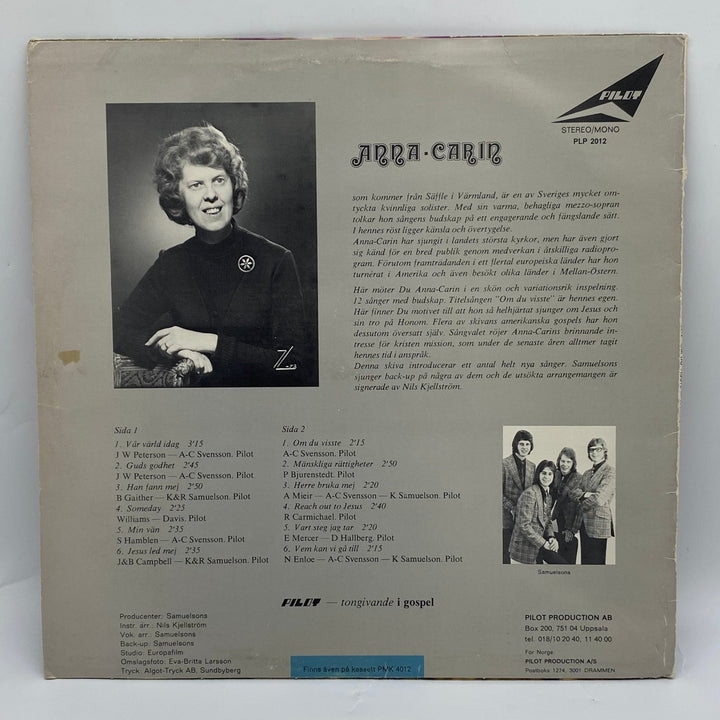 PILOT
STEREO/MONO
PLP 2012
ANNA-CARIN
som kommer från Säffle i Värmland, är en av Sveriges mycket om-
tyckta kvinnliga solister. Med sin varma, behagliga mezzo-sopran
tolkar hon sångens budskap på ett engagerande och fängslande sätt.
I hennes röst ligger känsla och övertygelse.
Anna-Carin har sjungit i landets största kyrkor, men har även gjort
sig känd för en bred publik genom medverkan i åtskilliga radioprog-
ram. Förutom framträdanden i ett flertal europeiska länder har hon
turnerat i Amerika och även besökt olika länder i Mellan-Östern.
Här möter Du Anna-Carin i en skön och variationsrik inspelning.
12 sånger med budskap. Titelsången "Om du visste" är hennes egen.
Här finner Du motivet till att hon så helhjärtat sjunger om Jesus och
sin tro på Honom. Flera av skivans amerikanska gospels har hon
dessutom översatt själv. Sångvalet röjer Anna-Carins brinnande in-
tresse för kristen mission, som under de senaste åren alltmer tagit
hennes tid i anspråk.
Denna skiva introducerar ett antal helt nya sånger. Samuelsons
sjunger back-up på några av dem och de utsökta arrangemangen är
signerade av Nils Kjellström.
Sida 1
1. Vår värld idag 3'15
J W Peterson — A-C Svensson. Pilot
2. Guds godhet 2'45
J W Peterson — A-C Svensson. Pilot
3. Han fann mej 2'50
B Gaither — K&R Samuelson. Pilot
4. Someday 2'25
Williams — Davis. Pilot
5. Min vän 2'35
S Hamblen — A-C Svensson. Pilot
6. Jesus led mej 2'35
J&B Campbell — K&R Samuelson. Pilot
Sida 2
1. Om du visste 2'15
A-C Svensson. Pilot
2. Mänskliga rättigheter 2'50
P Bjurenstedt. Pilot
3. Herre bruka mej 2'20
A Mieir — A-C Svensson — K Samuelson. Pilot
4. Reach out to Jesus 2'40
R Carmichael. Pilot
5. Vart steg jag tar 2'20
E Mercer — D Hallberg. Pilot
6. Vem kan vi gå till 2'15
N Enloe — A-C Svensson — K Samuelson. Pilot
Samuelsons
PILOT — tongivande i gospel
Producenter: Samuelsons
Instr. arr.: Nils Kjellström
Vok. arr.: Samuelsons
Back-up: Samuelsons
Studio: Europafilm
Omslagsfoto: Eva-Britta Larsson
Tryck: Algot-Tryck AB, Sundbyberg
Finns även på kassett PMK 4012
PILOT PRODUCTION AB
Box 200, 751 04 Uppsala
tel. 018/10 20 40, 11 40 00
För Norge:
PILOT PRODUCTION A/S
Postboks 1274, 3001 DRAMMEN.